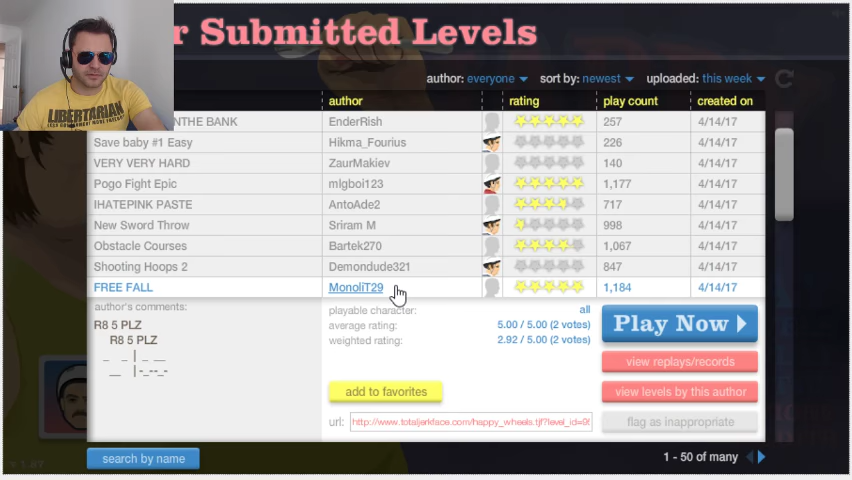 r Submitted Levels
author: everyone sort by: newest uploaded: this week
author rating play count created on
NTHE BANK EnderRish 257 4/14/17
Save baby #1 Easy Hikma_Fourius 226 4/14/17
VERY VERY HARD ZaurMakiev 140 4/14/17
Pogo Fight Epic mlgboi123 1,177 4/14/17
IHATEPINK PASTE AntoAde2 717 4/14/17
New Sword Throw Sriram M 998 4/14/17
Obstacle Courses Bartek270 1,067 4/14/17
Shooting Hoops 2 Demondude321 847 4/14/17
FREE FALL MonoliT29 1,184 4/14/17
author's comments:
R8 5 PLZ
R8 5 PLZ
_ _|_ __
__ |-_--_-
playable character: all
average rating: 5.00 / 5.00 (2 votes)
weighted rating: 2.92 / 5.00 (2 votes)
Play Now
view replays/records
add to favorites
view levels by this author
url: http://www.totaljerkface.com/happy_wheels.tjf?level_id=9
flag as inappropriate
search by name
1 - 50 of many
LIBERTARIAN